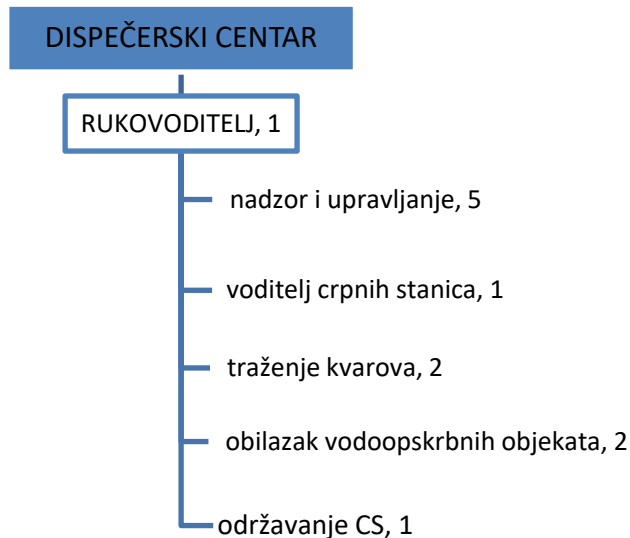 DISPEČERSKI CENTAR
RUKOVODITELJ, 1
nadzor i upravljanje, 5
voditelj crpnih stanica, 1
traženje kvarova, 2
obilazak vodoopskrbnih objekata, 2
održavanje CS, 1